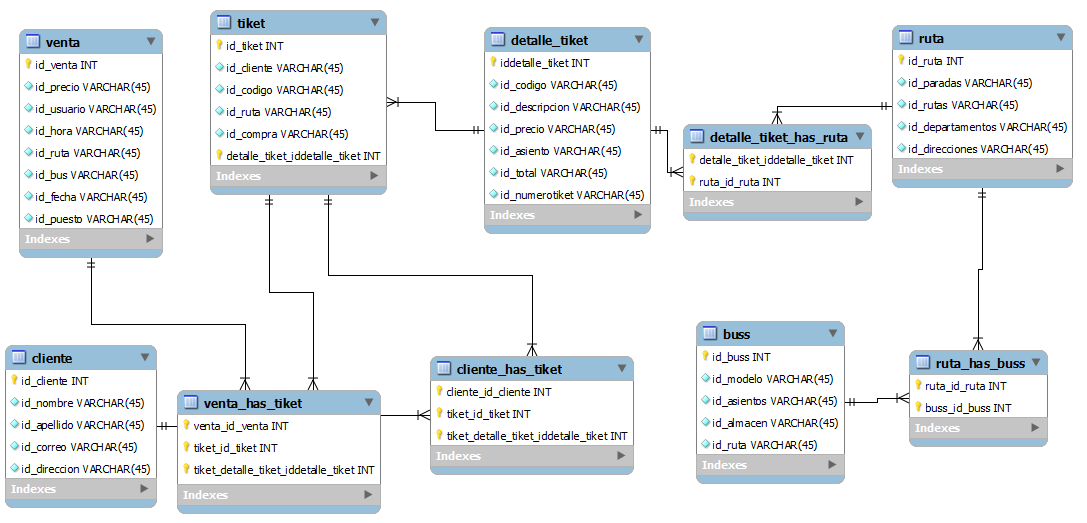 venta
id_venta INT
id_precio VARCHAR(45)
id_usuario VARCHAR(45)
id_hora VARCHAR(45)
id_ruta VARCHAR(45)
id_bus VARCHAR(45)
id_fecha VARCHAR(45)
id_puesto VARCHAR(45)
Indexes
tiket
id_tiket INT
id_cliente VARCHAR(45)
id_codigo VARCHAR(45)
id_ruta VARCHAR(45)
id_compra VARCHAR(45)
detalle_tiket_iddetalle_tiket INT
Indexes
detalle_tiket
iddetalle_tiket INT
id_codigo VARCHAR(45)
id_descripcion VARCHAR(45)
id_precio VARCHAR(45)
id_asiento VARCHAR(45)
id_total VARCHAR(45)
id_numerotiket VARCHAR(45)
Indexes
detalle_tiket_has_ruta
detalle_tiket_iddetalle_tiket INT
ruta_id_ruta INT
Indexes
ruta
id_ruta INT
id_paradas VARCHAR(45)
id_rutas VARCHAR(45)
id_departamentos VARCHAR(45)
id_direcciones VARCHAR(45)
Indexes
cliente
id_cliente INT
id_nombre VARCHAR(45)
id_apellido VARCHAR(45)
id_correo VARCHAR(45)
id_direccion VARCHAR(45)
Indexes
venta_has_tiket
venta_id_venta INT
tiket_id_tiket INT
tiket_detalle_tiket_iddetalle_tiket INT
Indexes
cliente_has_tiket
cliente_id_cliente INT
tiket_id_tiket INT
tiket_detalle_tiket_iddetalle_tiket INT
Indexes
buss
id_buss INT
id_modelo VARCHAR(45)
id_asientos VARCHAR(45)
id_almacen VARCHAR(45)
id_ruta VARCHAR(45)
Indexes
ruta_has_buss
ruta_id_ruta INT
buss_id_buss INT
Indexes